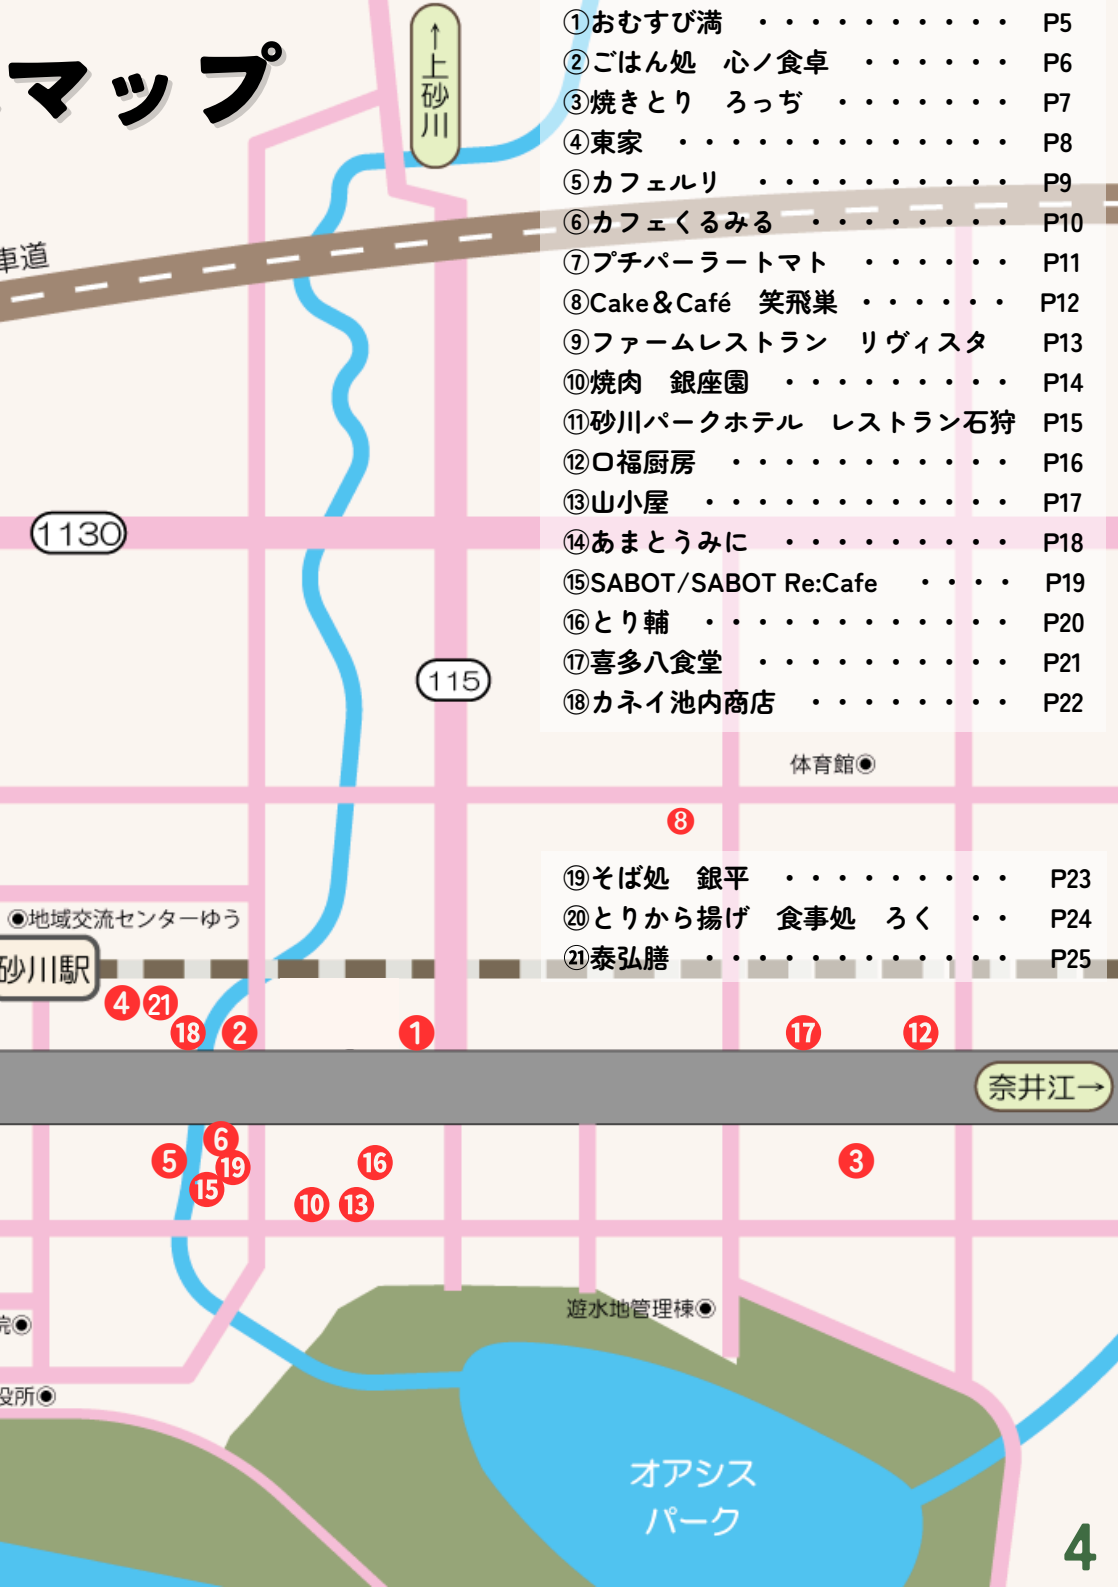 マップ
↑上砂川
①おむすび満 ・・・・・・・・・・ P5
②ごはん処 心ノ食卓 ・・・・・・ P6
③焼きとり ろっぢ ・・・・・・・ P7
④東家 ・・・・・・・・・・・・・ P8
⑤カフェルリ ・・・・・・・・・・ P9
⑥カフェくるみる ・・・・・・・・ P10
⑦プチパーラートマト ・・・・・・ P11
⑧Cake&Café 笑飛巣 ・・・・・・ P12
⑨ファームレストラン リヴィスタ P13
⑩焼肉 銀座園 ・・・・・・・・・ P14
⑪砂川パークホテル レストラン石狩 P15
⑫口福厨房 ・・・・・・・・・・・ P16
⑬山小屋 ・・・・・・・・・・・・ P17
⑭あまとうみに ・・・・・・・・・ P18
⑮SABOT/SABOT Re:Cafe ・・・・ P19
⑯とり輔 ・・・・・・・・・・・・ P20
⑰喜多八食堂 ・・・・・・・・・・ P21
⑱カネイ池内商店 ・・・・・・・・ P22
車道
1130
115
体育館◉
8
⑲そば処 銀平 ・・・・・・・・・ P23
⑳とりから揚げ 食事処 ろく ・・ P24
㉑泰弘膳 ・・・・・・・・・・・・ P25
◉地域交流センターゆう
砂川駅
4
21
18
2
1
17
12
奈井江→
5
6
19
15
16
10
13
3
遊水地管理棟◉
院◉
役所◉
オアシス
パーク
4